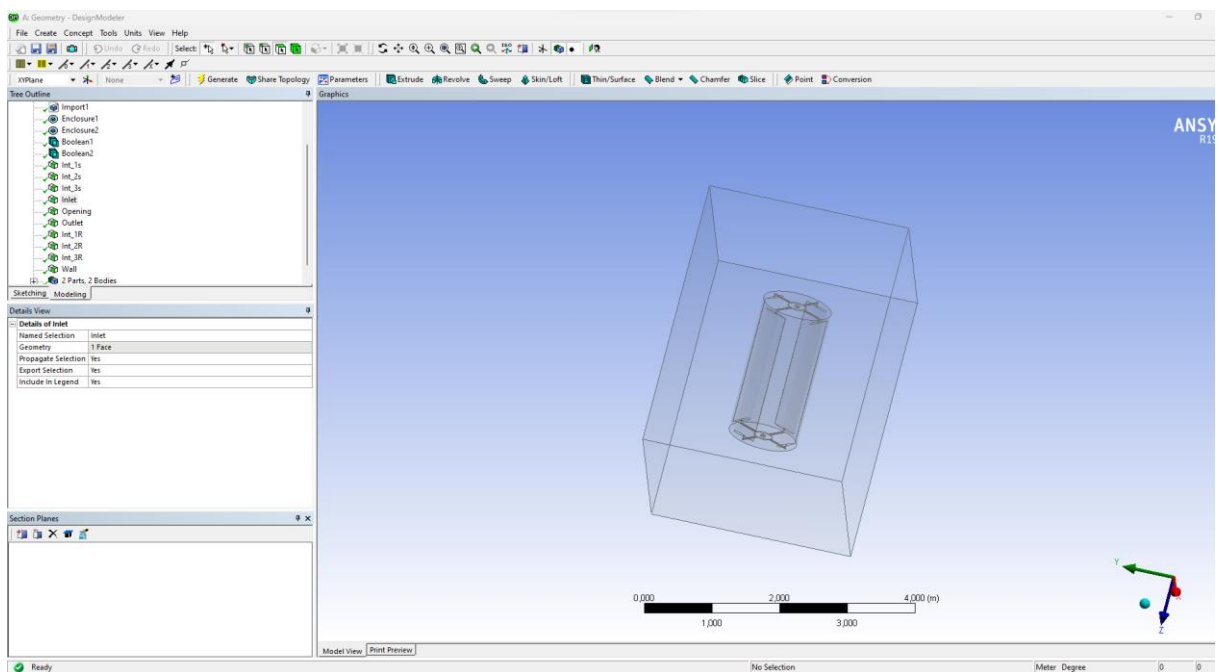 A: Geometry - DesignModeler
File Create Concept Tools Units View Help
Undo Redo Select:
XYPlane None Generate Share Topology Parameters Extrude Revolve Sweep Skin/Loft Thin/Surface Blend Chamfer Slice Point Conversion
Tree Outline
Import1
Enclosure1
Enclosure2
Boolean1
Boolean2
Int_1s
Int_2s
Int_3s
Inlet
Opening
Outlet
Int_1R
Int_2R
Int_3R
Wall
2 Parts, 2 Bodies
Sketching Modeling
Details View
Details of Inlet
Named Selection Inlet
Geometry 1 Face
Propagate Selection Yes
Export Selection Yes
Include In Legend Yes
Section Planes
Graphics
ANSY
R19
Y
X
Z
0,000 2,000 4,000 (m)
1,000 3,000
Model View Print Preview
Ready No Selection Meter Degree 0 0